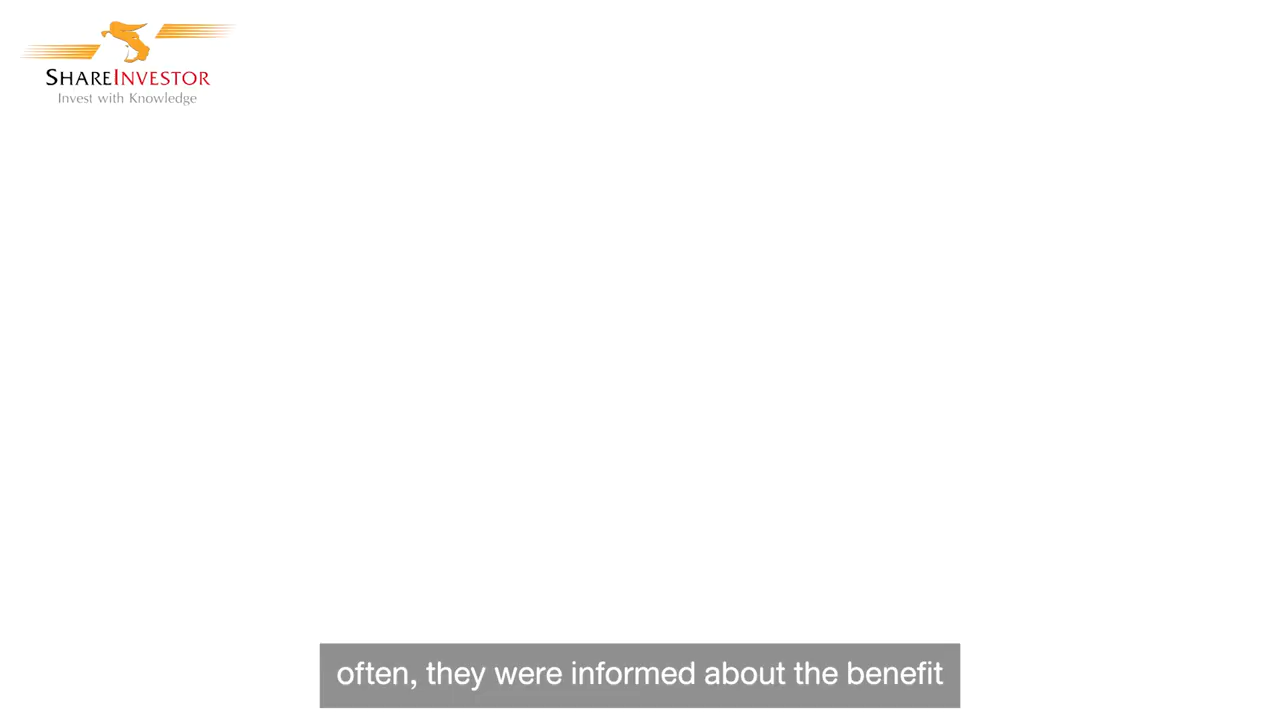 SHAREINVESTOR
Invest with Knowledge
often, they were informed about the benefit